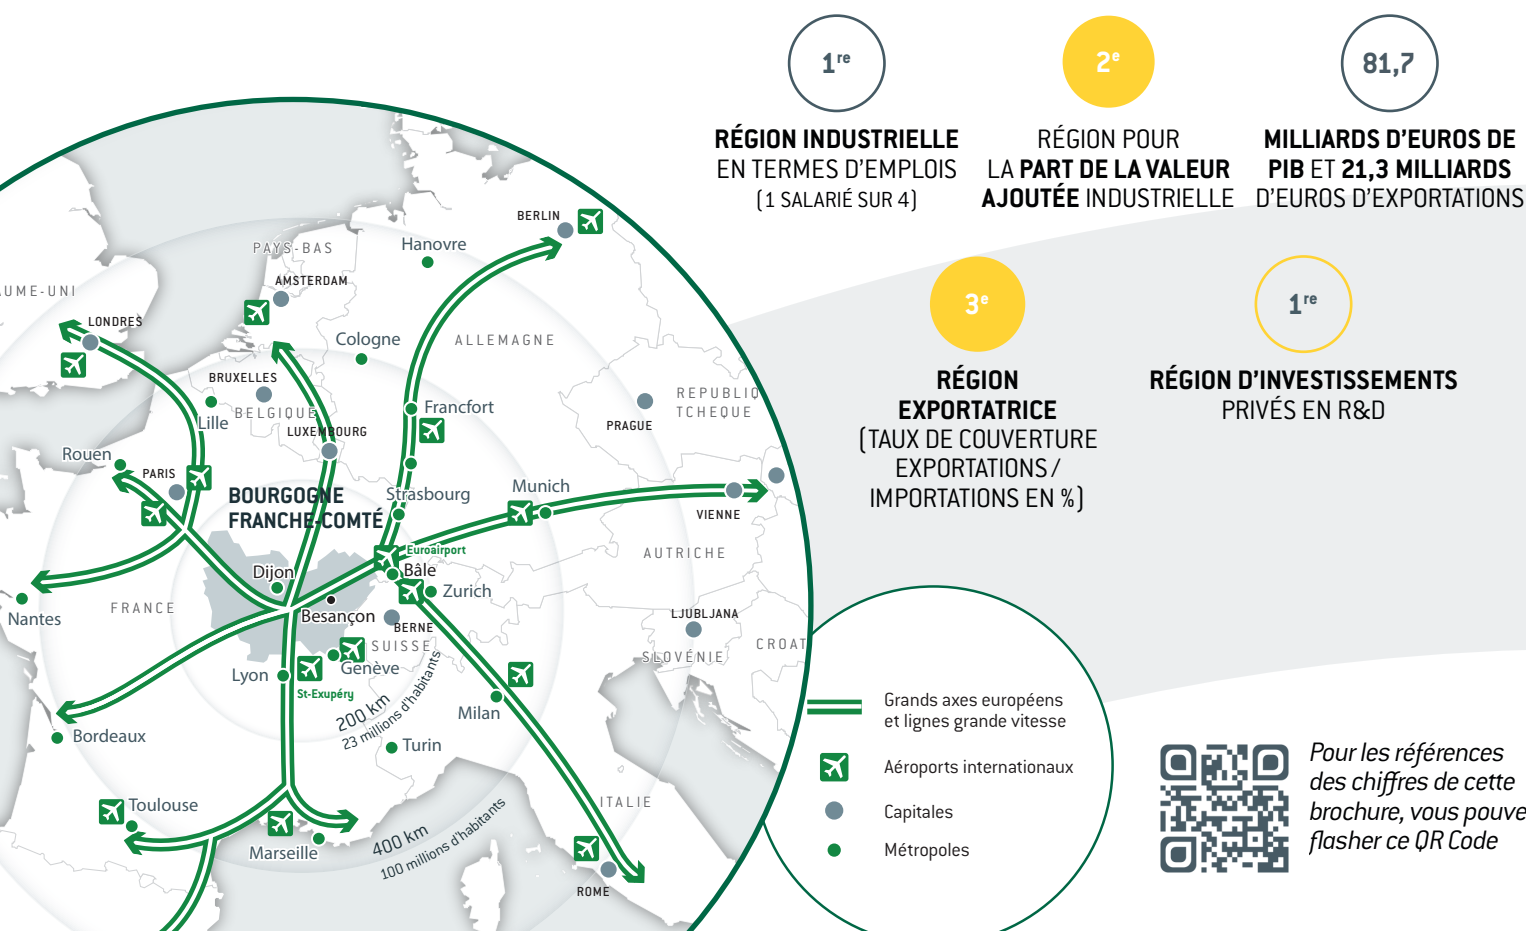 1re
RÉGION INDUSTRIELLE
EN TERMES D’EMPLOIS
(1 SALARIÉ SUR 4)
2e
RÉGION POUR
LA PART DE LA VALEUR
AJOUTÉE INDUSTRIELLE
81,7
MILLIARDS D’EUROS DE
PIB ET 21,3 MILLIARDS
D’EUROS D’EXPORTATIONS
3e
RÉGION
EXPORTATRICE
(TAUX DE COUVERTURE
EXPORTATIONS /
IMPORTATIONS EN %)
1re
RÉGION D’INVESTISSEMENTS
PRIVÉS EN R&D
BERLIN
Hanovre
PAYS-BAS
AMSTERDAM
AUME-UNI
LONDRES
Cologne
ALLEMAGNE
BRUXELLES
BELGIQUE
Lille
LUXEMBOURG
Francfort
REPUBLIQ
TCHEQUE
PRAGUE
Rouen
PARIS
BOURGOGNE
FRANCHE-COMTÉ
Strasbourg
Munich
VIENNE
AUTRICHE
Euroairport
Bâle
Zurich
Dijon
Besançon
BERNE
SUISSE
FRANCE
Nantes
LJUBLJANA
SLOVÉNIE
CROAT
Lyon
St-Exupéry
Genève
200 km
23 millions d’habitants
Milan
Turin
Bordeaux
Toulouse
Marseille
400 km
100 millions d’habitants
ITALIE
ROME
Grands axes européens
et lignes grande vitesse
Aéroports internationaux
Capitales
Métropoles
Pour les références
des chiffres de cette
brochure, vous pouve
flasher ce QR Code